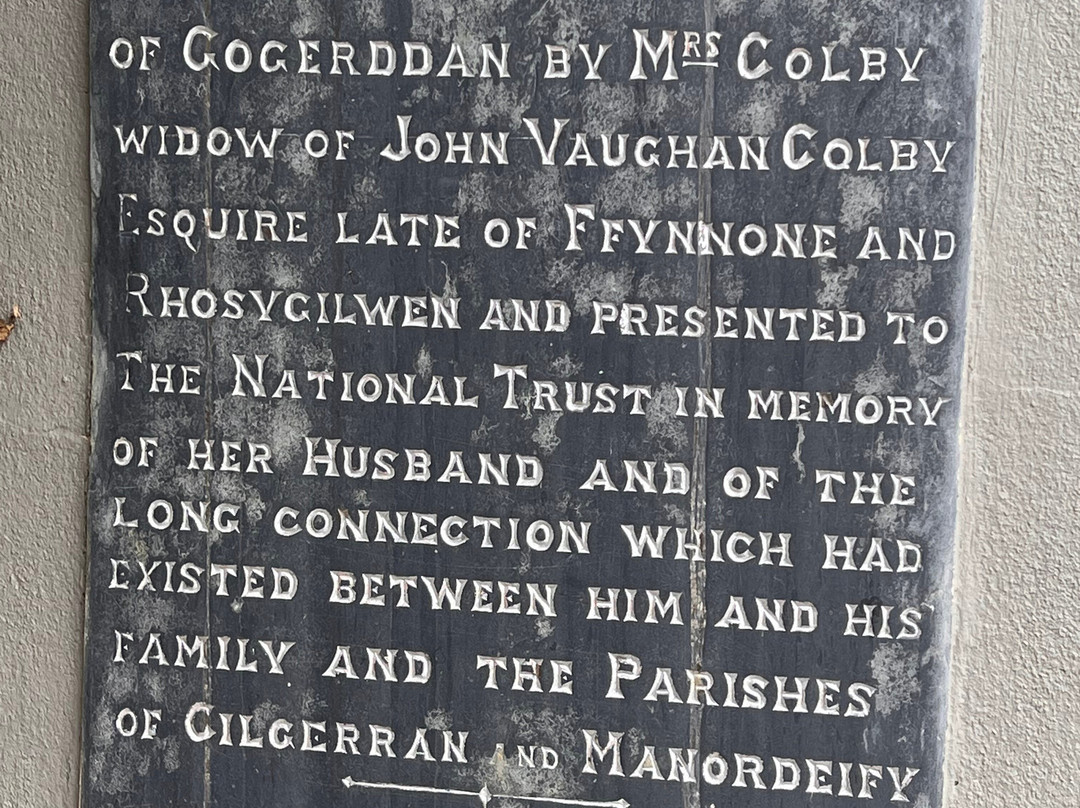 OF GOGERDDAN BY MRS COLBY
WIDOW OF JOHN VAUGHAN COLBY
ESQUIRE LATE OF FFYNNONE AND
RHOSYGILWEN AND PRESENTED TO
THE NATIONAL TRUST IN MEMORY
OF HER HUSBAND AND OF THE
LONG CONNECTION WHICH HAD
EXISTED BETWEEN HIM AND HIS
FAMILY AND THE PARISHES
OF CILGERRAN AND MANORDEIFY